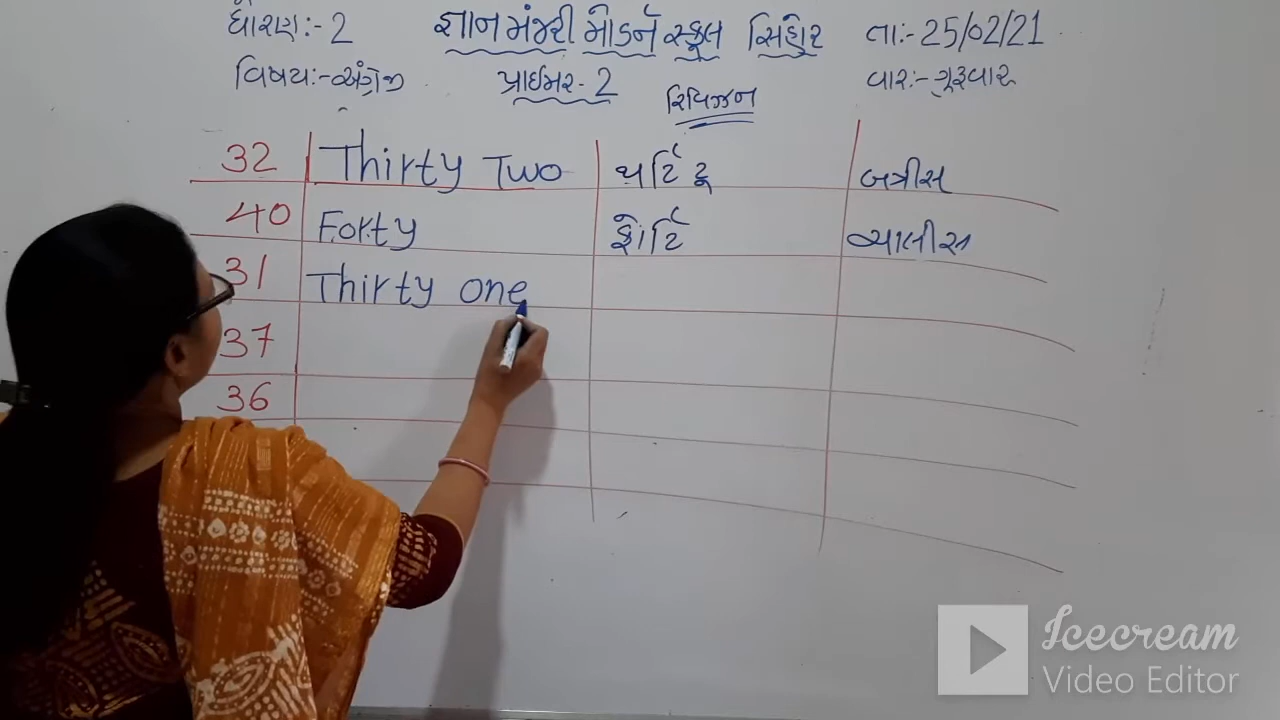 ધોરણ:- 2 જ્ઞાન મંજરી મોડર્ન સ્કૂલ સિહોર તા:- 25/02/21
વિષય:- અંગ્રેજી પ્રાઈમર- 2 વાર:- ગુરૂવાર
રિવિઝન
32 Thirty Two થર્ટિ ટૂ બત્રીસ
40 Forty ફોર્ટિ ચાલીસ
31 Thirty one
37
36
Icecream
Video Editor